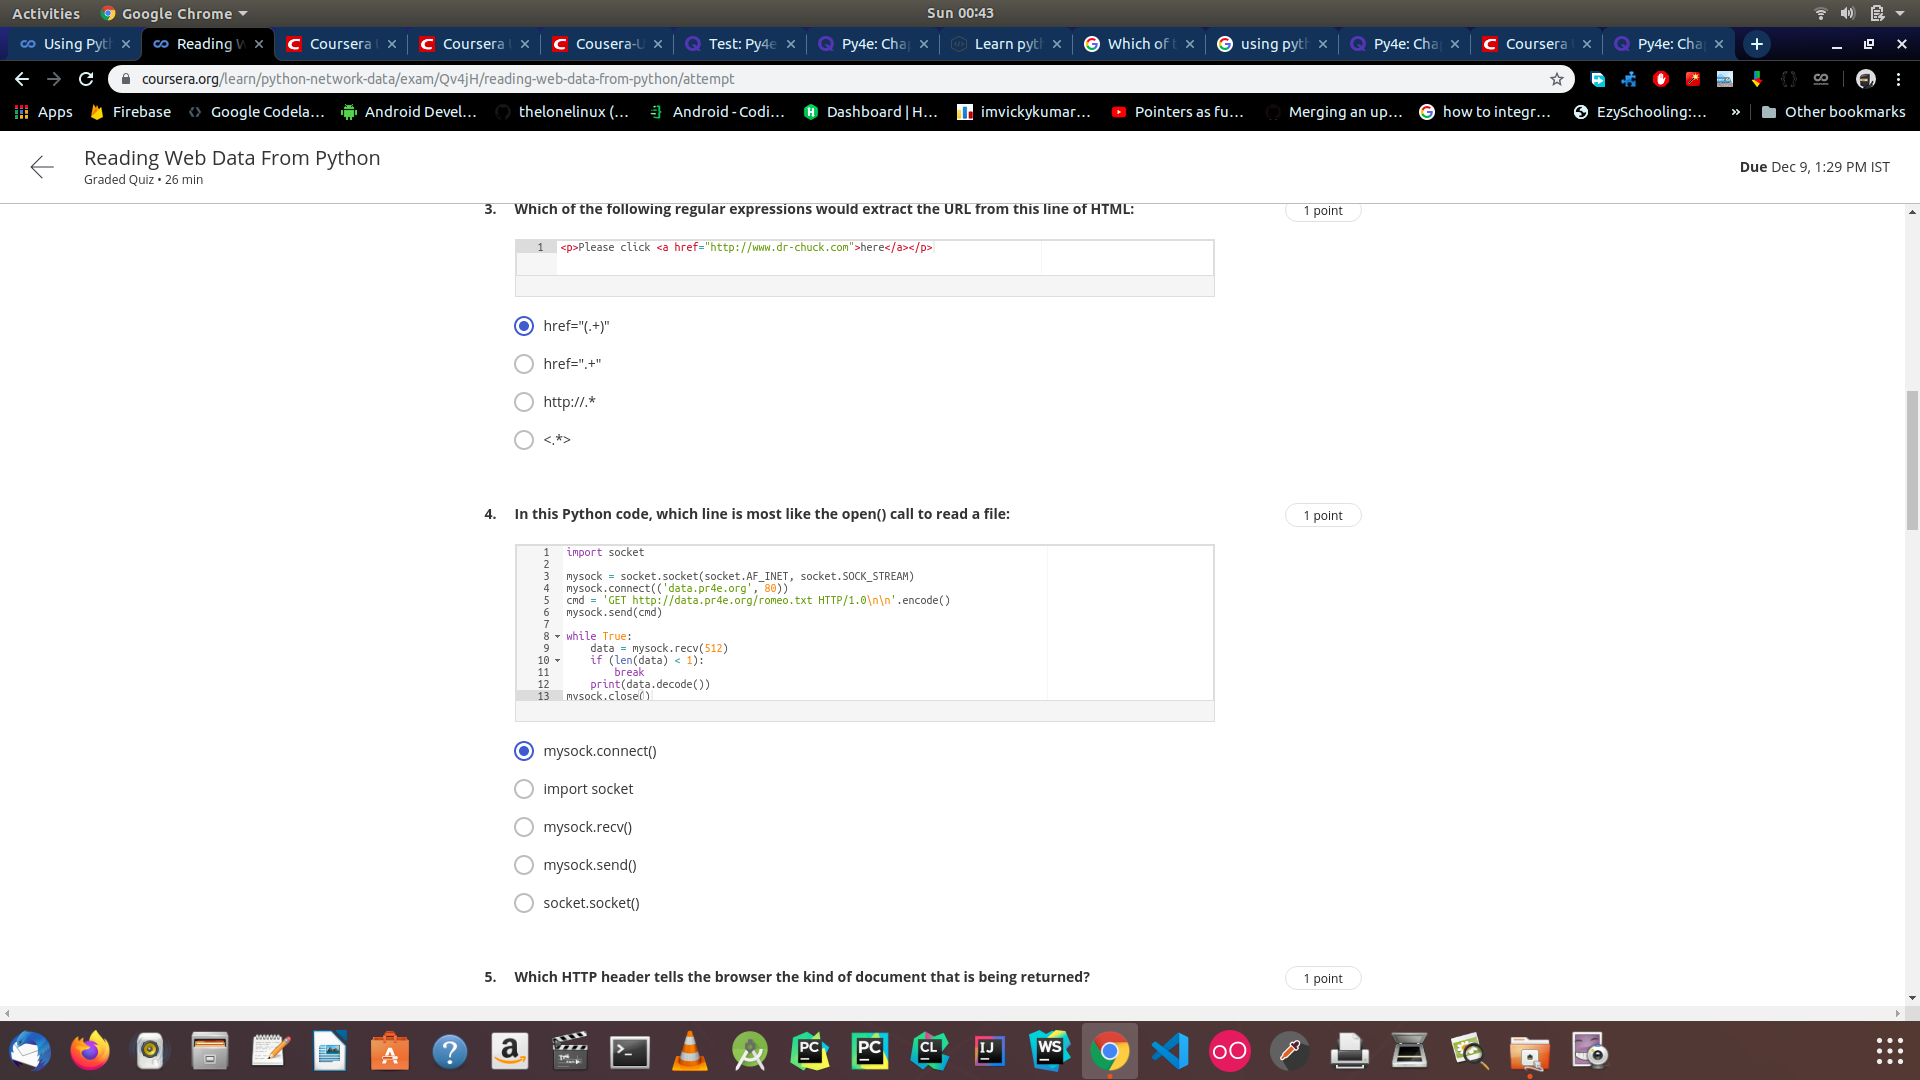 Activities Google Chrome Sun 00:43
Using Pyt Reading W Coursera Coursera Cousera-U Test: Py4e Py4e: Cha Learn pyt Which of using pyt Py4e: Cha Coursera Py4e: Cha
coursera.org/learn/python-network-data/exam/Qv4jH/reading-web-data-from-python/attempt
Apps Firebase Google Codela... Android Devel... thelonelinux (... Android - Codi... Dashboard | H... imvickykumar... Pointers as fu... Merging an up... how to integr... EzySchooling:... » Other bookmarks
Reading Web Data From Python
Graded Quiz • 26 min
Due Dec 9, 1:29 PM IST
3. Which of the following regular expressions would extract the URL from this line of HTML:
1 point
1 <p>Please click <a href="http://www.dr-chuck.com">here</a></p>
href="(.+)"
href=".+"
http://.*
<.*>
4. In this Python code, which line is most like the open() call to read a file:
1 point
1 import socket
2
3 mysock = socket.socket(socket.AF_INET, socket.SOCK_STREAM)
4 mysock.connect(('data.pr4e.org', 80))
5 cmd = 'GET http://data.pr4e.org/romeo.txt HTTP/1.0\n\n'.encode()
6 mysock.send(cmd)
7
8 while True:
9 data = mysock.recv(512)
10 if (len(data) < 1):
11 break
12 print(data.decode())
13 mysock.close()
mysock.connect()
import socket
mysock.recv()
mysock.send()
socket.socket()
5. Which HTTP header tells the browser the kind of document that is being returned?
1 point